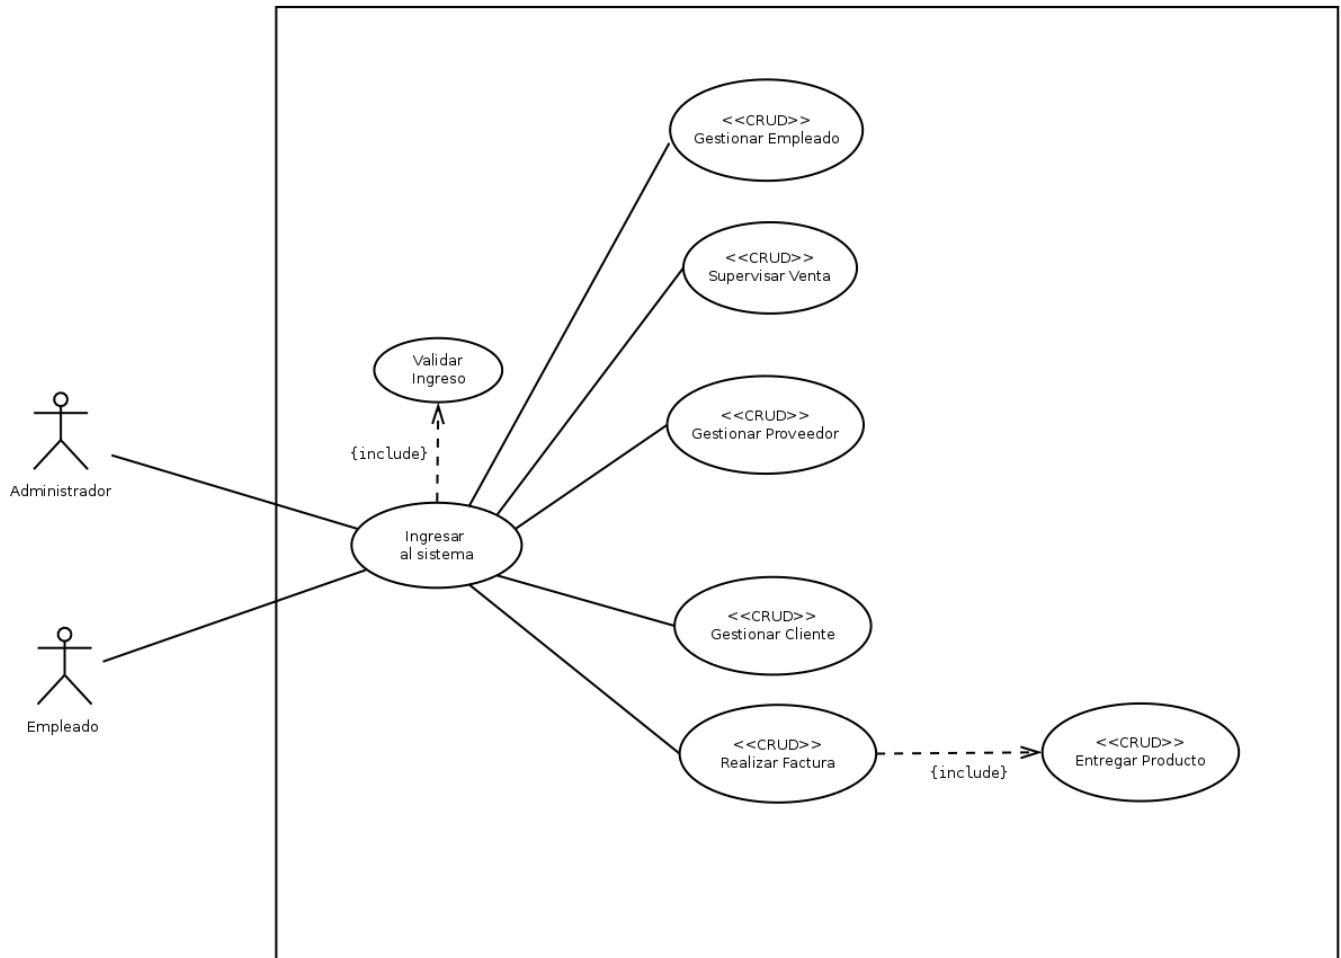 <<CRUD>>
Gestionar Empleado
<<CRUD>>
Supervisar Venta
Validar
Ingreso
<<CRUD>>
Gestionar Proveedor
{include}
Administrador
Ingresar
al sistema
<<CRUD>>
Gestionar Cliente
Empleado
<<CRUD>>
Realizar Factura
{include}
<<CRUD>>
Entregar Producto